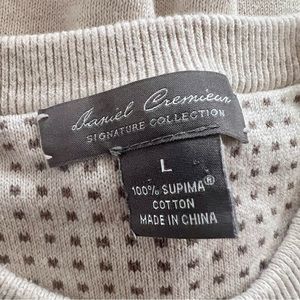 Daniel Cremieux
SIGNATURE COLLECTION
L
100% SUPIMA®
COTTON
MADE IN CHINA